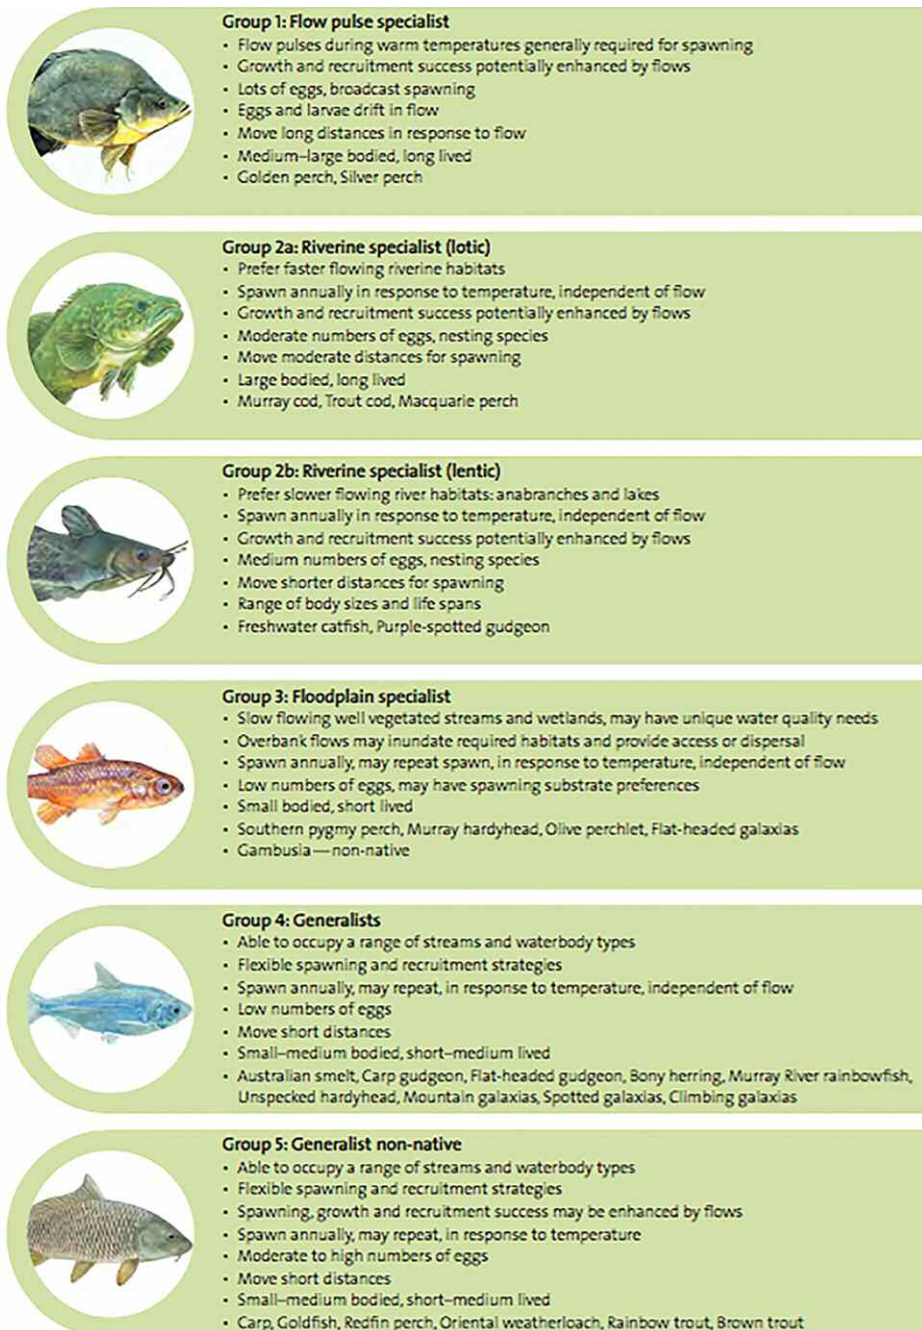 Group 1: Flow pulse specialist
• Flow pulses during warm temperatures generally required for spawning
• Growth and recruitment success potentially enhanced by flows
• Lots of eggs, broadcast spawning
• Eggs and larvae drift in flow
• Move long distances in response to flow
• Medium–large bodied, long lived
• Golden perch, Silver perch
Group 2a: Riverine specialist (lotic)
• Prefer faster flowing riverine habitats
• Spawn annually in response to temperature, independent of flow
• Growth and recruitment success potentially enhanced by flows
• Moderate numbers of eggs, nesting species
• Move moderate distances for spawning
• Large bodied, long lived
• Murray cod, Trout cod, Macquarie perch
Group 2b: Riverine specialist (lentic)
• Prefer slower flowing river habitats: anabranches and lakes
• Spawn annually in response to temperature, independent of flow
• Growth and recruitment success potentially enhanced by flows
• Medium numbers of eggs, nesting species
• Move shorter distances for spawning
• Range of body sizes and life spans
• Freshwater catfish, Purple-spotted gudgeon
Group 3: Floodplain specialist
• Slow flowing well vegetated streams and wetlands, may have unique water quality needs
• Overbank flows may inundate required habitats and provide access or dispersal
• Spawn annually, may repeat spawn, in response to temperature, independent of flow
• Low numbers of eggs, may have spawning substrate preferences
• Small bodied, short lived
• Southern pygmy perch, Murray hardyhead, Olive perchlet, Flat-headed galaxias
• Gambusia—non-native
Group 4: Generalists
• Able to occupy a range of streams and waterbody types
• Flexible spawning and recruitment strategies
• Spawn annually, may repeat, in response to temperature, independent of flow
• Low numbers of eggs
• Move short distances
• Small–medium bodied, short–medium lived
• Australian smelt, Carp gudgeon, Flat-headed gudgeon, Bony herring, Murray River rainbowfish,
Unspecked hardyhead, Mountain galaxias, Spotted galaxias, Climbing galaxias
Group 5: Generalist non-native
• Able to occupy a range of streams and waterbody types
• Flexible spawning and recruitment strategies
• Spawning, growth and recruitment success may be enhanced by flows
• Spawn annually, may repeat, in response to temperature
• Moderate to high numbers of eggs
• Move short distances
• Small–medium bodied, short–medium lived
• Carp, Goldfish, Redfin perch, Oriental weatherloach, Rainbow trout, Brown trout